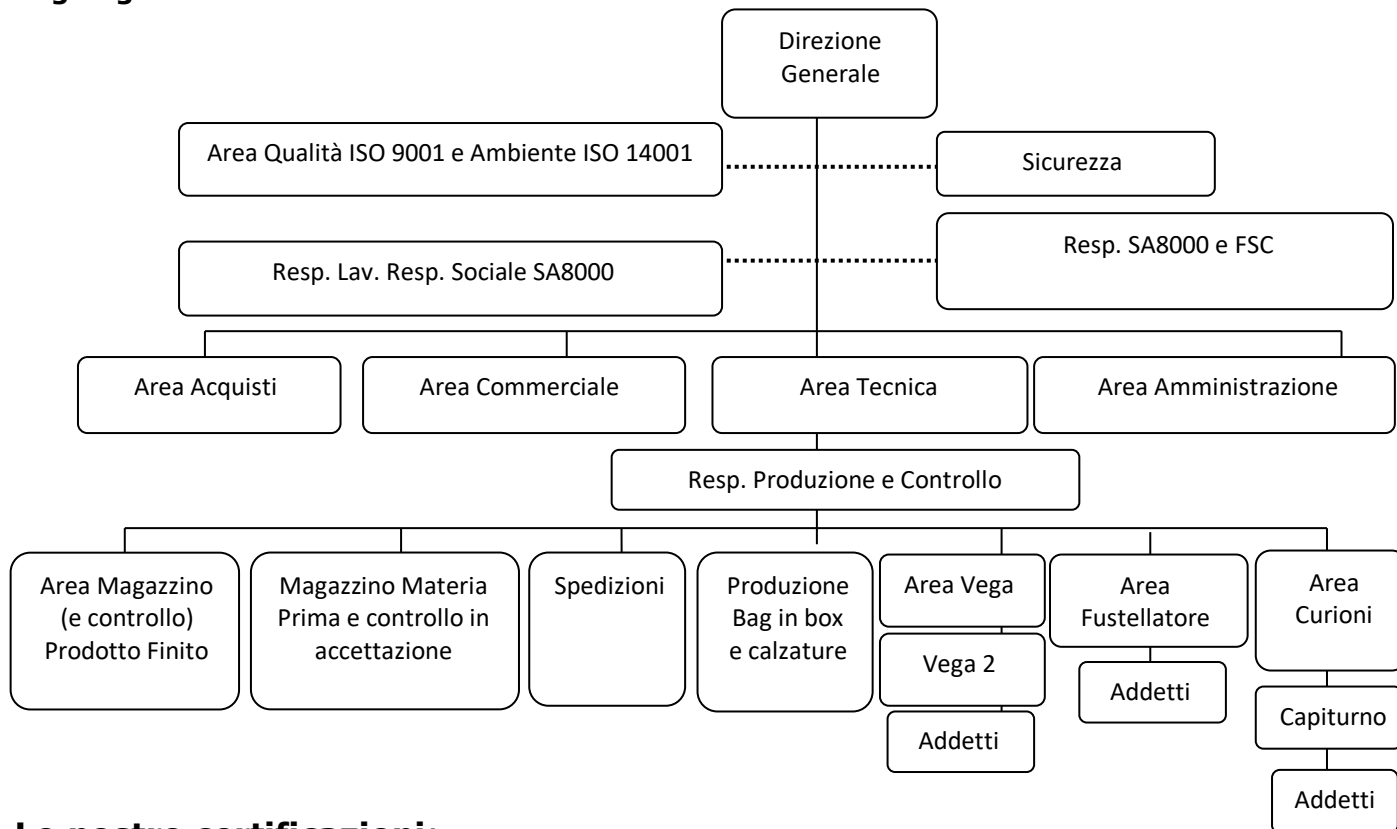 Direzione
Generale
Area Qualità ISO 9001 e Ambiente ISO 14001
Sicurezza
Resp. Lav. Resp. Sociale SA8000
Resp. SA8000 e FSC
Area Acquisti
Area Commerciale
Area Tecnica
Area Amministrazione
Resp. Produzione e Controllo
Area Magazzino
(e controllo)
Prodotto Finito
Magazzino Materia
Prima e controllo in
accettazione
Spedizioni
Produzione
Bag in box
e calzature
Area Vega
Vega 2
Addetti
Area
Fustellatore
Addetti
Area
Curioni
Capiturno
Addetti